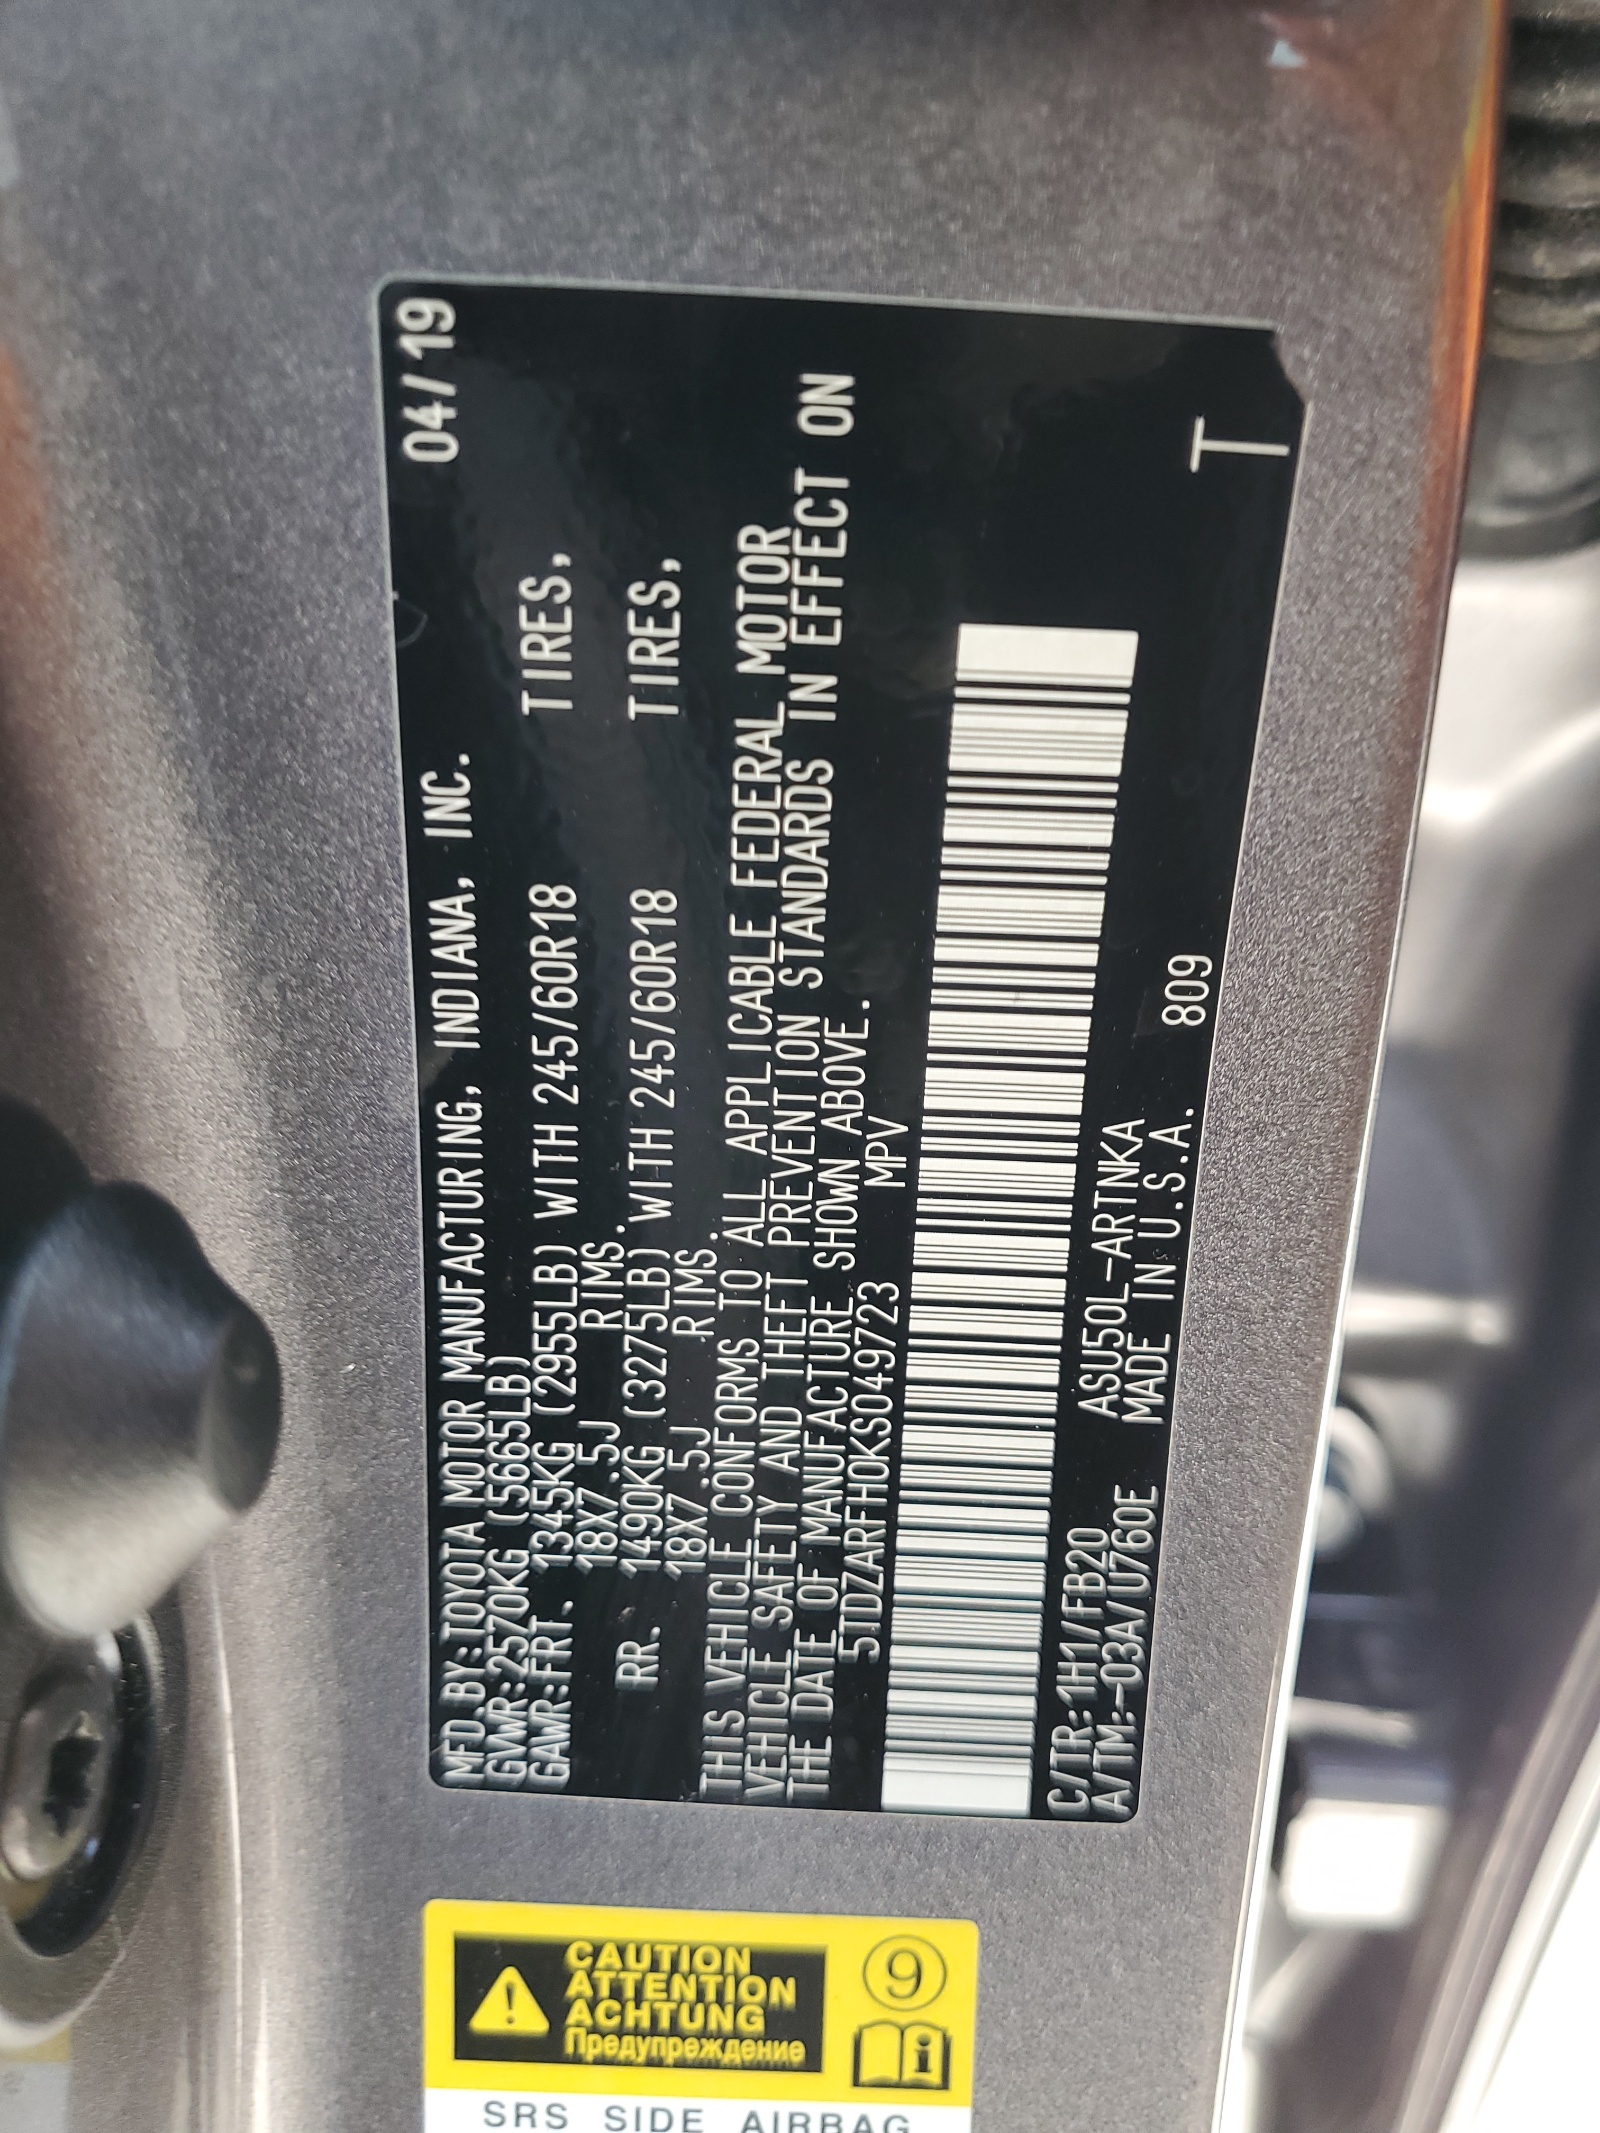 MFD.BY:TOYOTA MOTOR MANUFACTURING, INDIANA, INC. 04/19
GVWR:2570KG (5665LB)
GAWR:FRT. 1345KG (2955LB) WITH 245/60R18 TIRES,
18X7.5J RIMS.
RR. 1490KG (3275LB) WITH 245/60R18 TIRES,
18X7.5J RIMS.
THIS VEHICLE CONFORMS TO ALL APPLICABLE FEDERAL MOTOR
VEHICLE SAFETY AND THEFT PREVENTION STANDARDS IN EFFECT ON
THE DATE OF MANUFACTURE SHOWN ABOVE.
5TDZARFH0KS049723 MPV
C/TR:1H1/FB20 ASU50L-ARTNKA
A/TM:-03A/U760E MADE IN U.S.A. 809 T
CAUTION
ATTENTION
ACHTUNG
Предупреждение
9
i
SRS SIDE AIRBAG